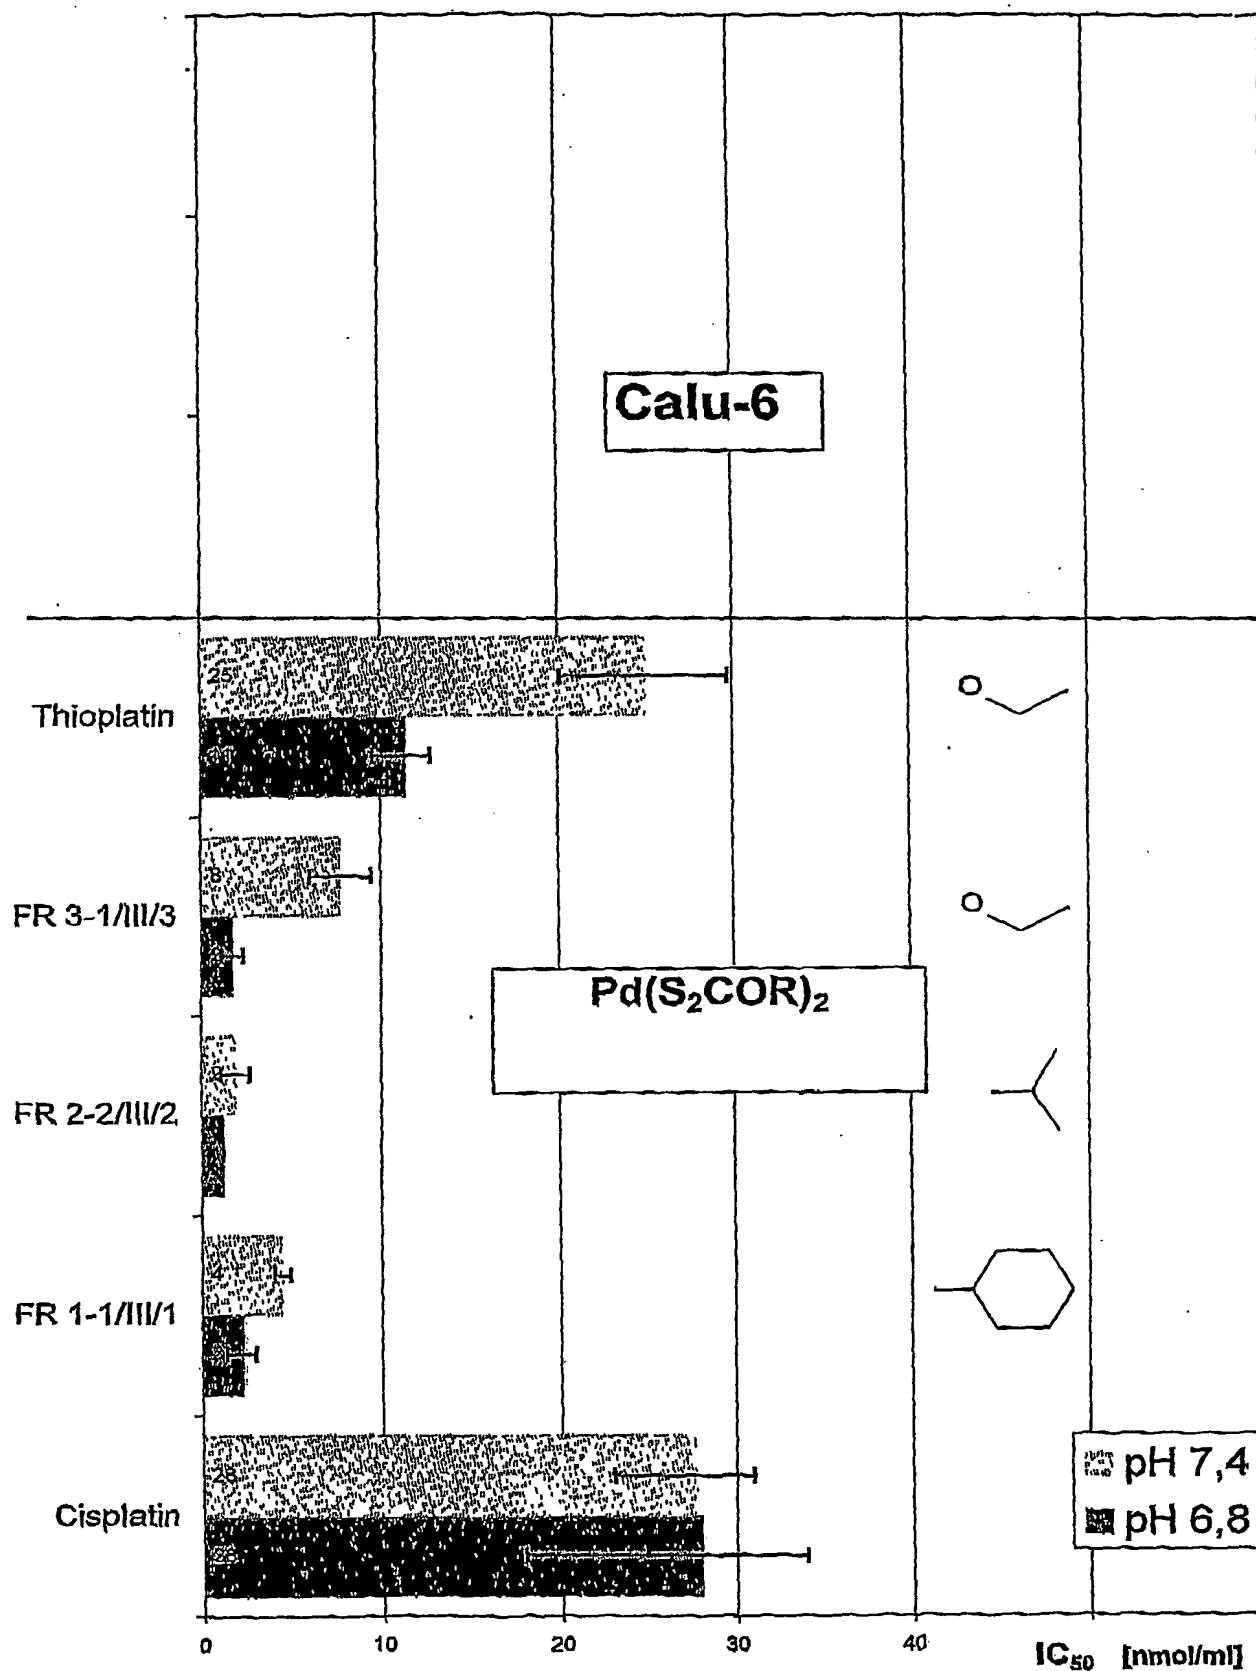 Calu-6
Thioplatin
25
O
FR 3-1/III/3
8
O
Pd(S₂COR)₂
FR 2-2/III/2
2
FR 1-1/III/1
4
Cisplatin
28
pH 7,4
pH 6,8
0 10 20 30 40 IC₅₀ [nmol/ml]